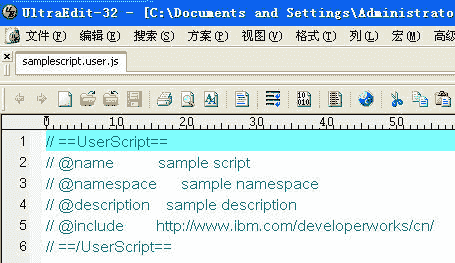 UltraEdit-32 - [C:\Documents and Settings\Administrato
文件(F) 编辑(E) 搜索(S) 方案(P) 视图(V) 格式(T) 列(L) 宏(M) 高级
samplescript.user.js
0 10 20 30 40 50
1 // ==UserScript==
2 // @name sample script
3 // @namespace sample namespace
4 // @description sample description
5 // @include http://www.ibm.com/developerworks/cn/
6 // ==/UserScript==